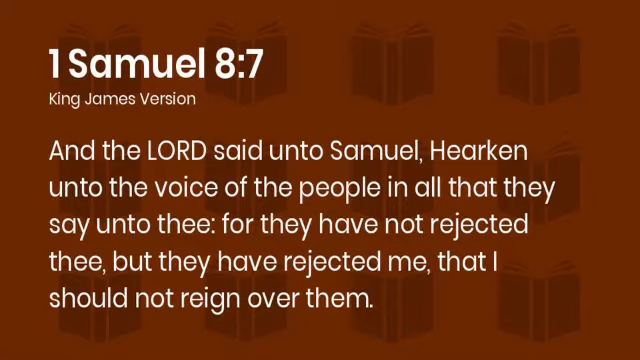 1 Samuel 8:7
King James Version
And the LORD said unto Samuel, Hearken
unto the voice of the people in all that they
say unto thee: for they have not rejected
thee, but they have rejected me, that I
should not reign over them.